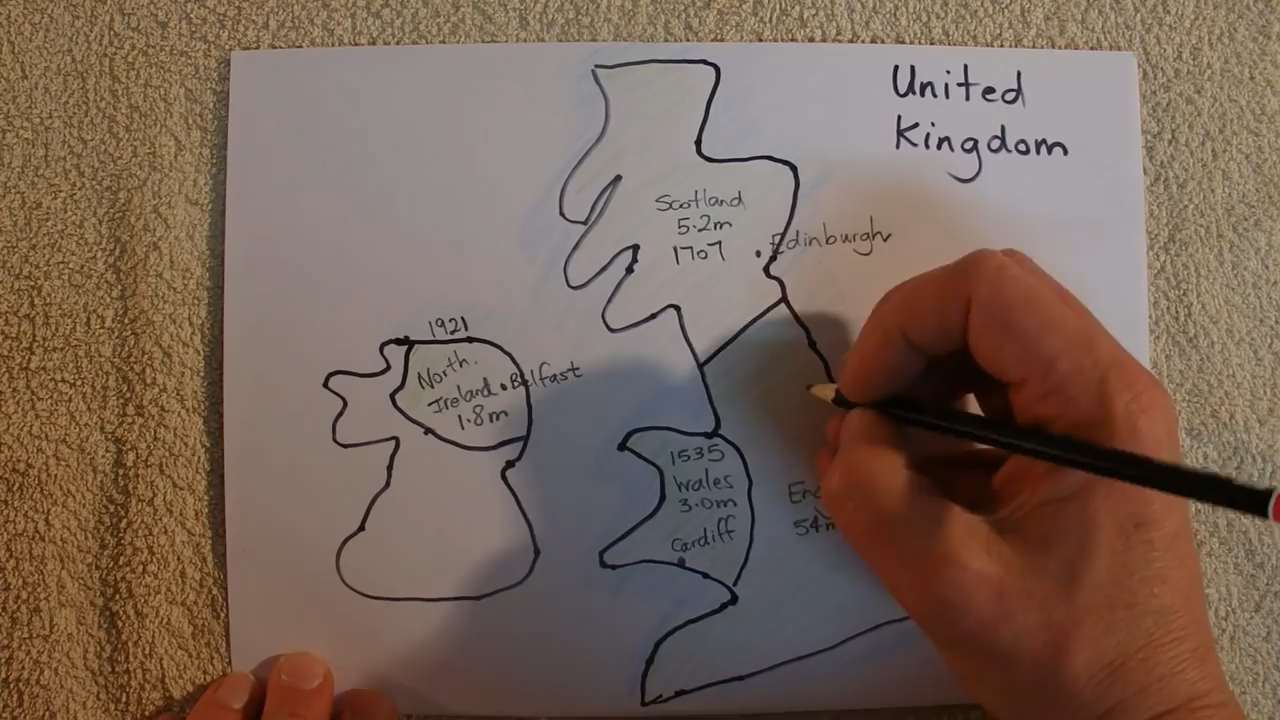 United
Kingdom
Scotland
5.2m
1707
Edinburgh
1921
North.
Ireland
Belfast
1.8m
1535
Wales
3.0m
Cardiff